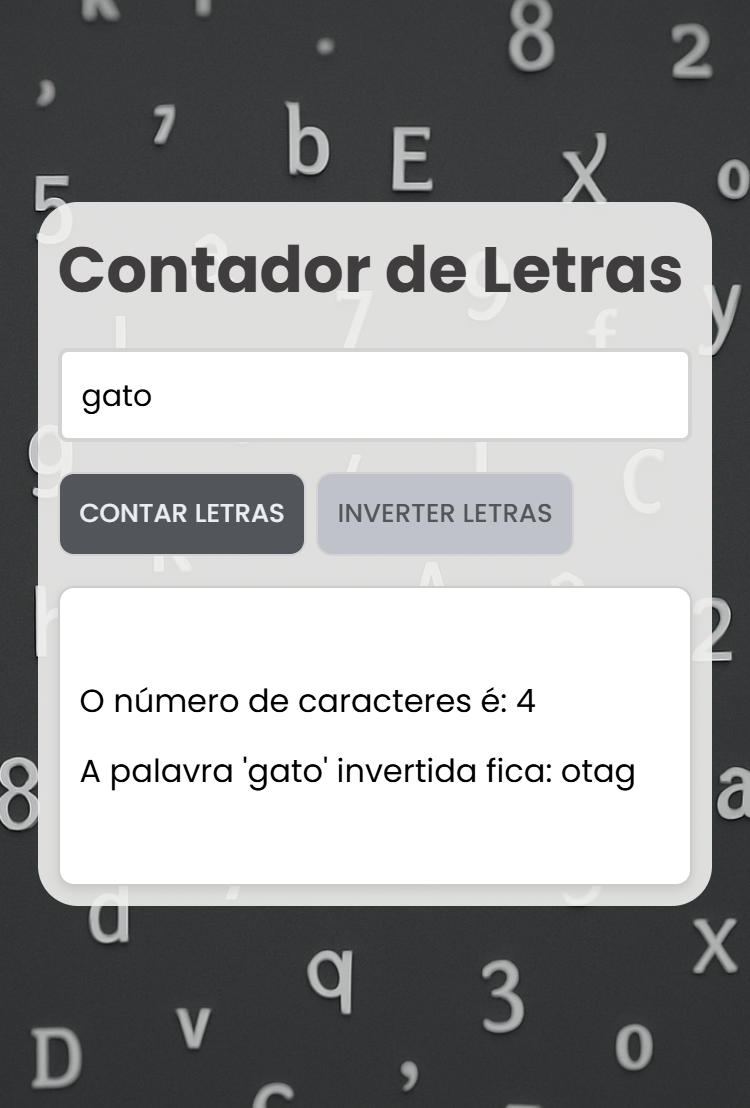 Contador de Letras
gato
CONTAR LETRAS INVERTER LETRAS
O número de caracteres é: 4
A palavra 'gato' invertida fica: otag